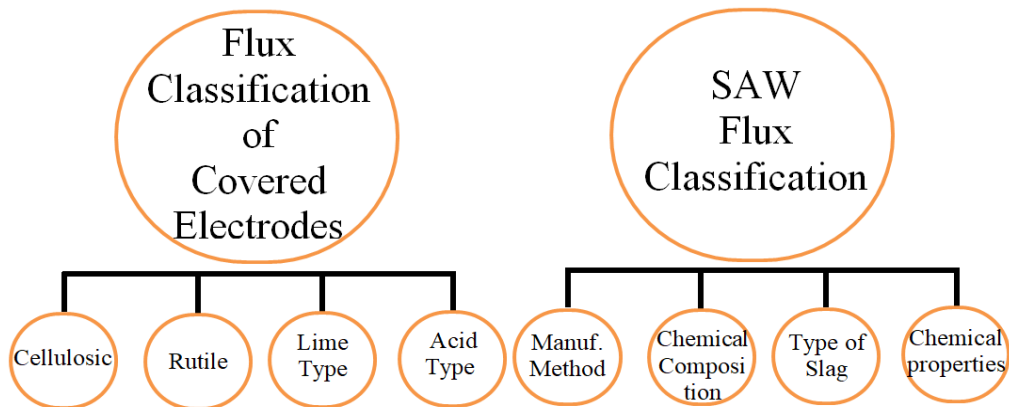 Flux
Classification
of
Covered
Electrodes
SAW
Flux
Classification
Cellulosic
Rutile
Lime
Type
Acid
Type
Manuf.
Method
Chemical
Composi
tion
Type of
Slag
Chemical
properties